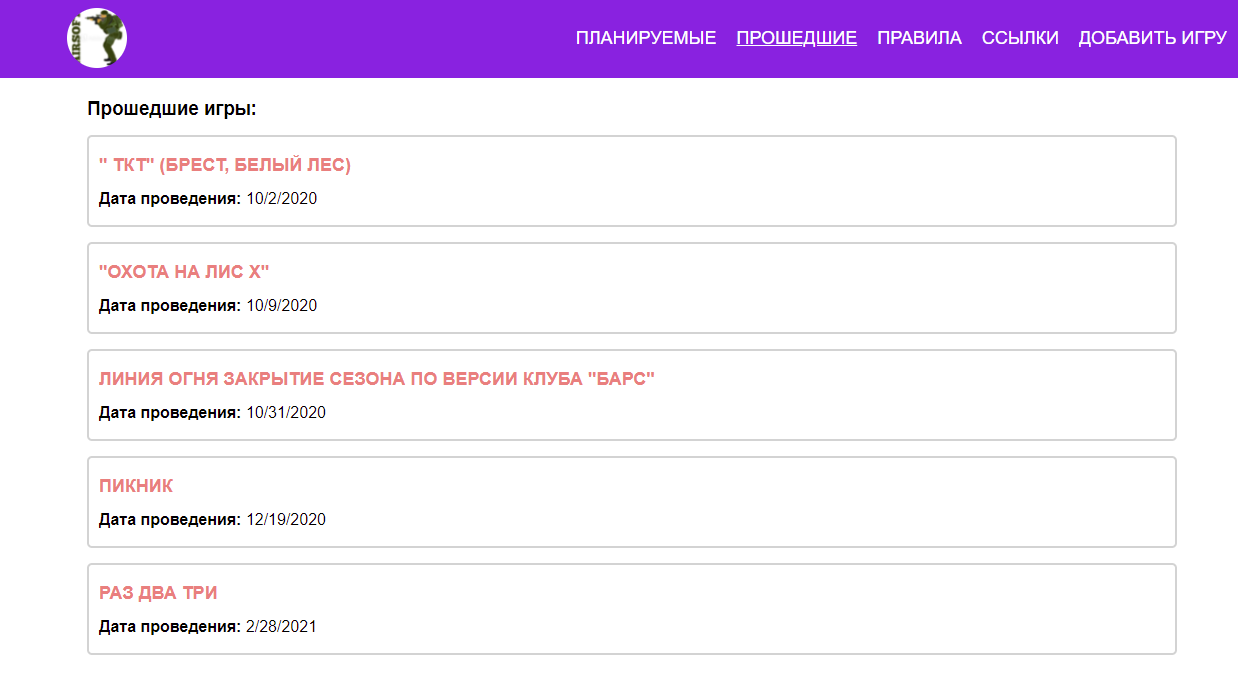 IRSOF
ПЛАНИРУЕМЫЕ ПРОШЕДШИЕ ПРАВИЛА ССЫЛКИ ДОБАВИТЬ ИГРУ
Прошедшие игры:
" ТКТ" (БРЕСТ, БЕЛЫЙ ЛЕС)
Дата проведения: 10/2/2020
"ОХОТА НА ЛИС X"
Дата проведения: 10/9/2020
ЛИНИЯ ОГНЯ ЗАКРЫТИЕ СЕЗОНА ПО ВЕРСИИ КЛУБА "БАРС"
Дата проведения: 10/31/2020
ПИКНИК
Дата проведения: 12/19/2020
РАЗ ДВА ТРИ
Дата проведения: 2/28/2021